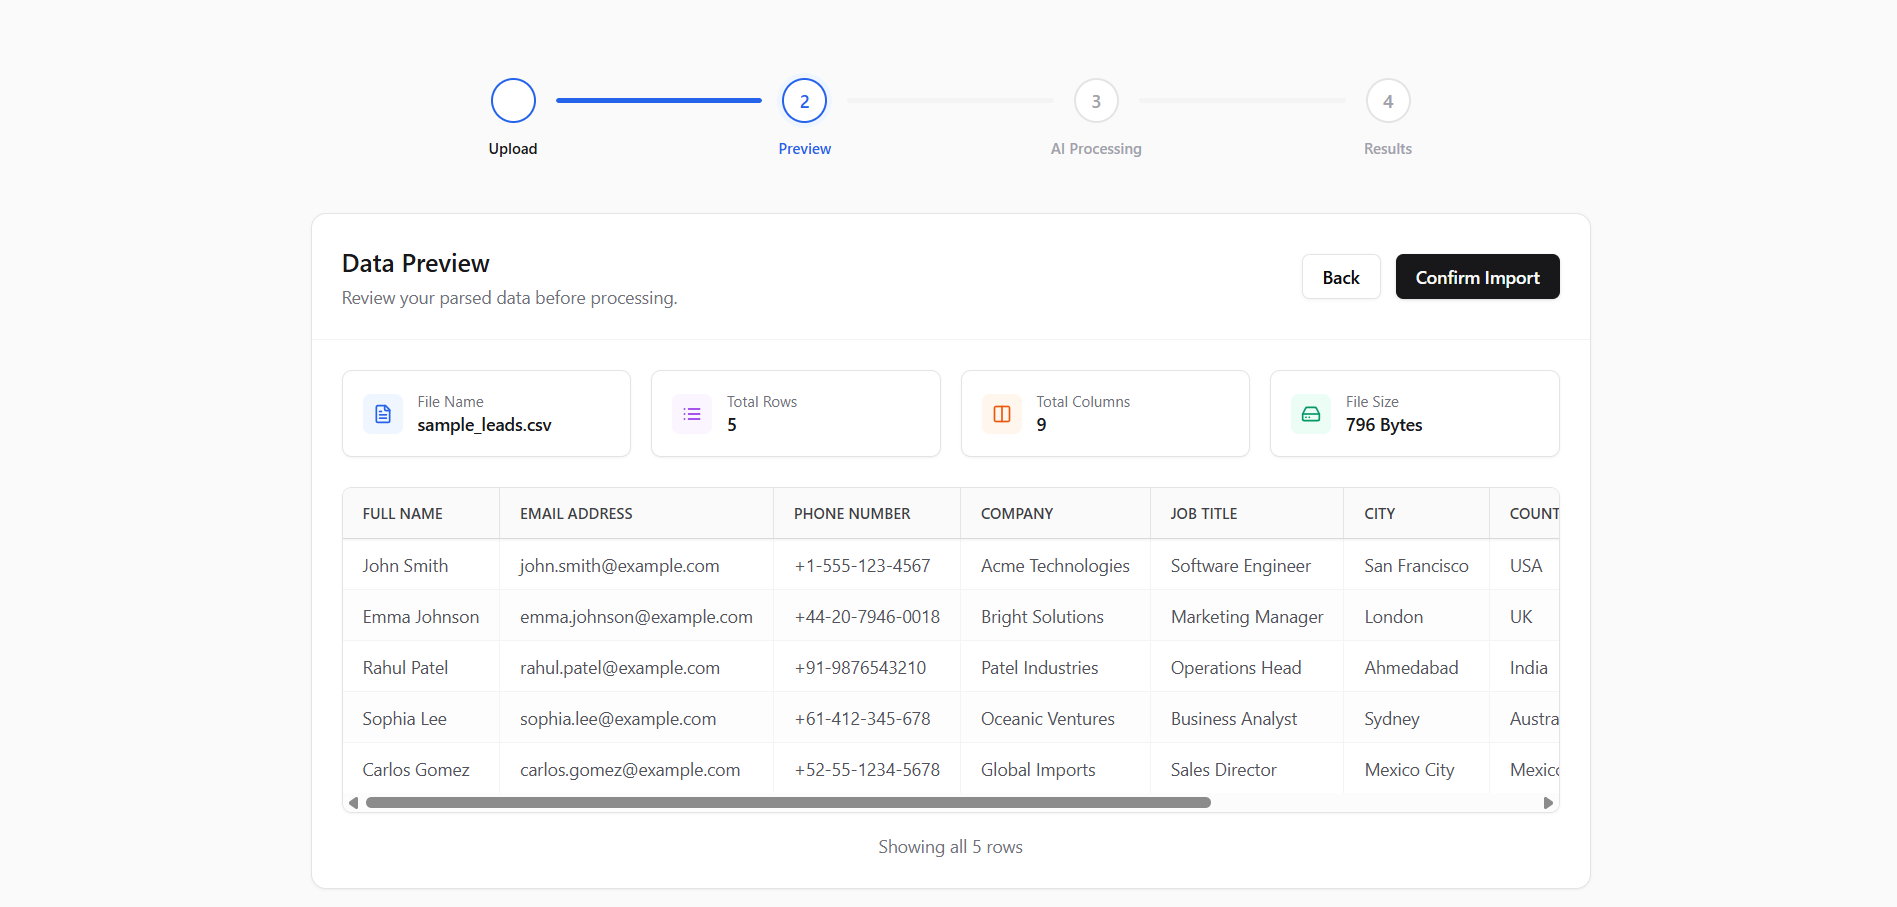 2 3 4
Upload Preview AI Processing Results
Data Preview
Review your parsed data before processing.
Back Confirm Import
File Name Total Rows Total Columns File Size
sample_leads.csv 5 9 796 Bytes
FULL NAME EMAIL ADDRESS PHONE NUMBER COMPANY JOB TITLE CITY COUNT
John Smith john.smith@example.com +1-555-123-4567 Acme Technologies Software Engineer San Francisco USA
Emma Johnson emma.johnson@example.com +44-20-7946-0018 Bright Solutions Marketing Manager London UK
Rahul Patel rahul.patel@example.com +91-9876543210 Patel Industries Operations Head Ahmedabad India
Sophia Lee sophia.lee@example.com +61-412-345-678 Oceanic Ventures Business Analyst Sydney Austra
Carlos Gomez carlos.gomez@example.com +52-55-1234-5678 Global Imports Sales Director Mexico City Mexic
Showing all 5 rows